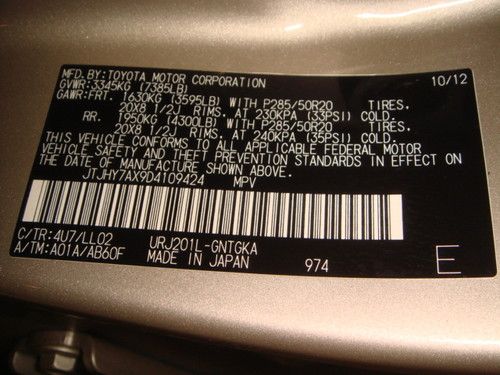 MFD.BY:TOYOTA MOTOR CORPORATION 10/12
GVWR:3345KG (7385LB)
GAWR:FRT. 1630KG (3595LB) WITH P285/50R20 TIRES.
20X8 1/2J RIMS. AT 230KPA (33PSI) COLD.
RR. 1950KG (4300LB) WITH P285/50R20 TIRES.
20X8 1/2J RIMS. AT 240KPA (35PSI) COLD.
THIS VEHICLE CONFORMS TO ALL APPLICABLE FEDERAL MOTOR
VEHICLE SAFETY AND THEFT PREVENTION STANDARDS IN EFFECT ON
THE DATE OF MANUFACTURE SHOWN ABOVE.
JTJHY7AX9D4109424 MPV
C/TR:4U7/LL02 URJ201L-GNTGKA
A/TM:A01A/AB60F MADE IN JAPAN 974 E